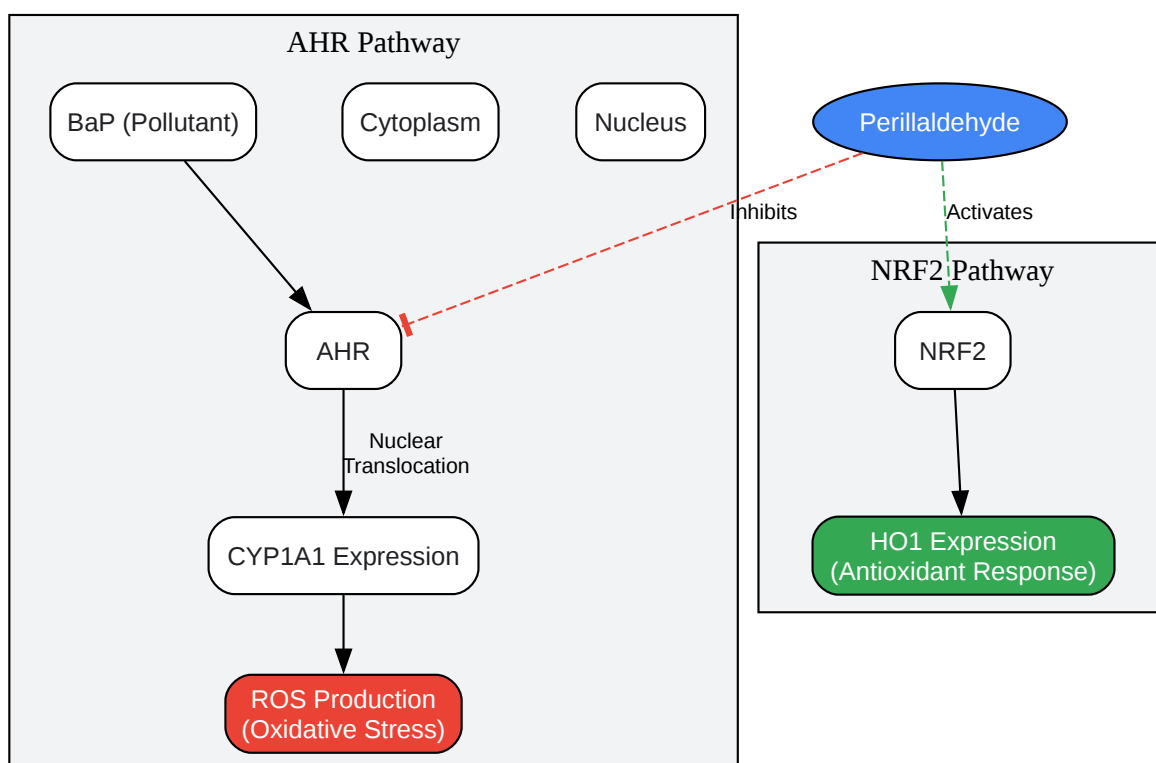 AHR Pathway
BaP (Pollutant)
Cytoplasm
Nucleus
Perillaldehyde
Inhibits
Activates
NRF2 Pathway
AHR
NRF2
Nuclear
Translocation
CYP1A1 Expression
HO1 Expression
(Antioxidant Response)
ROS Production
(Oxidative Stress)